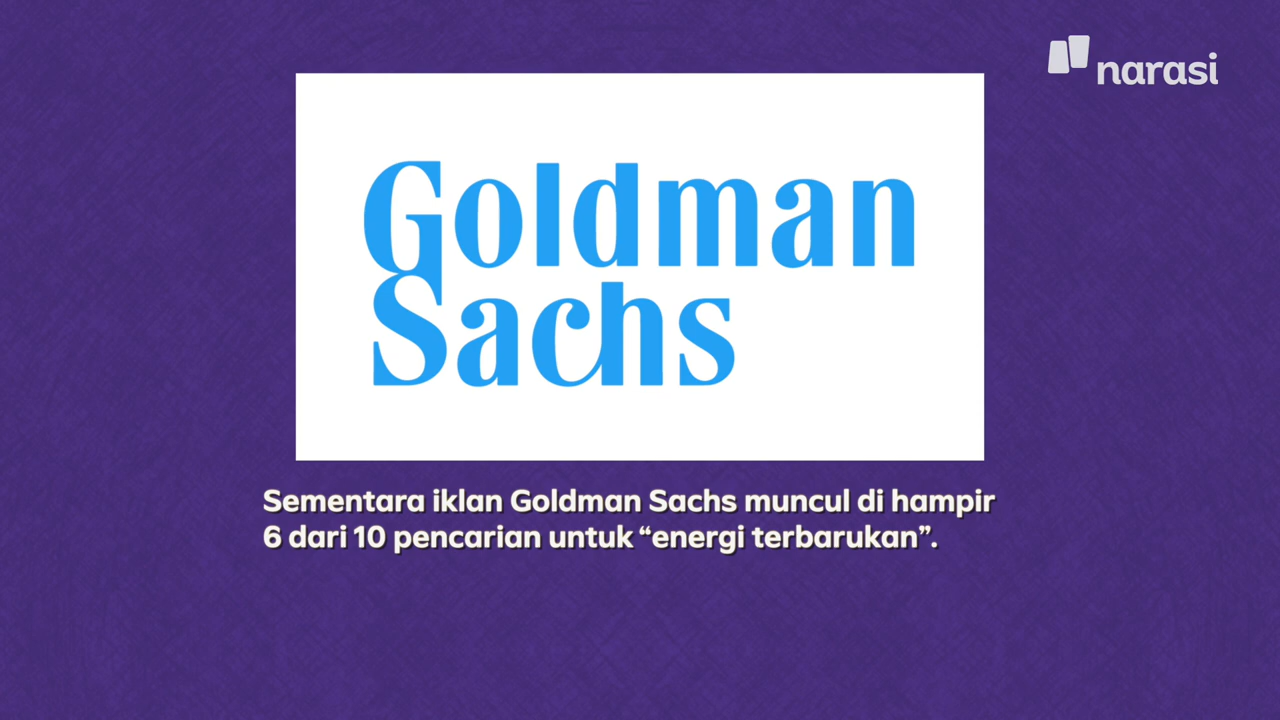 narasi
Goldman
Sachs
Sementara iklan Goldman Sachs muncul di hampir
6 dari 10 pencarian untuk “energi terbarukan”.